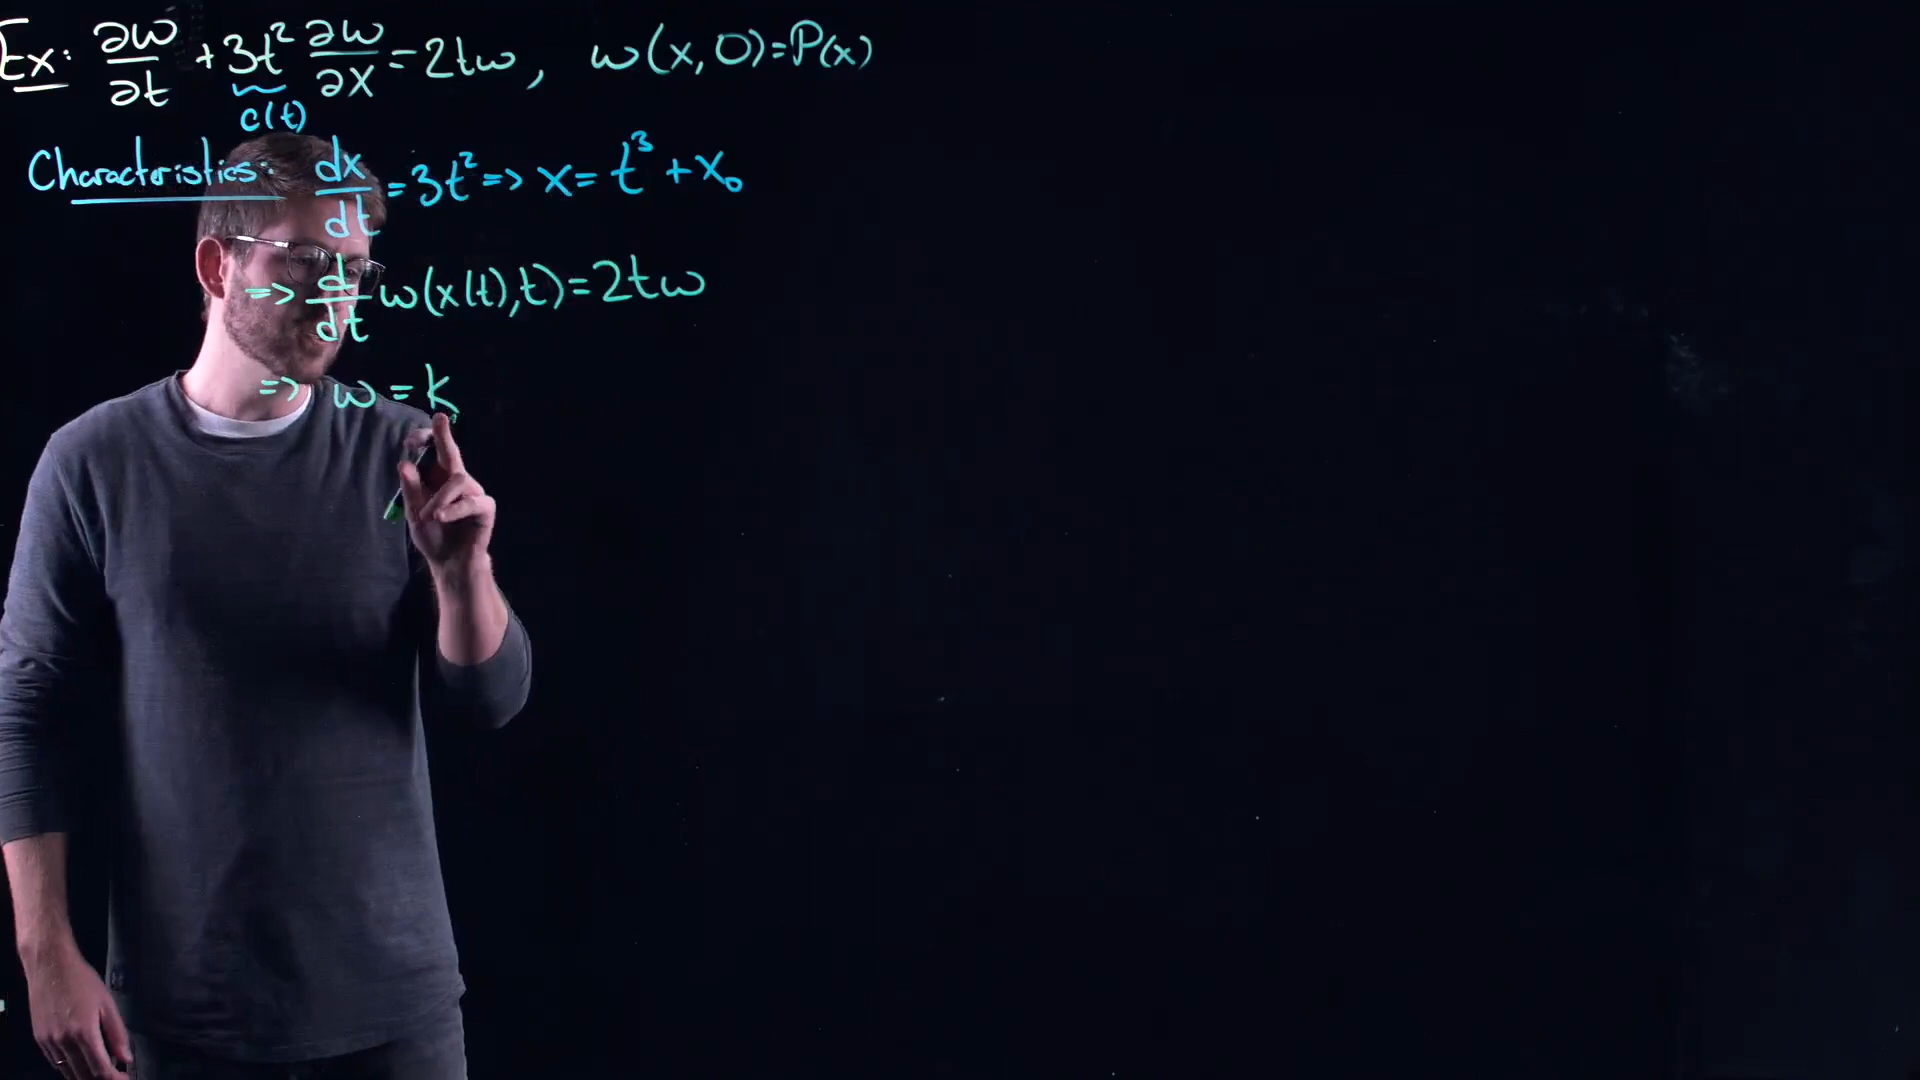 Ex: ∂w/∂t + 3t² ∂w/∂x = 2tw, w(x,0)=P(x)
c(t)
Characteristics: dx/dt = 3t² => x = t³ + x₀
=> d/dt w(x(t),t) = 2tw
=> w = k